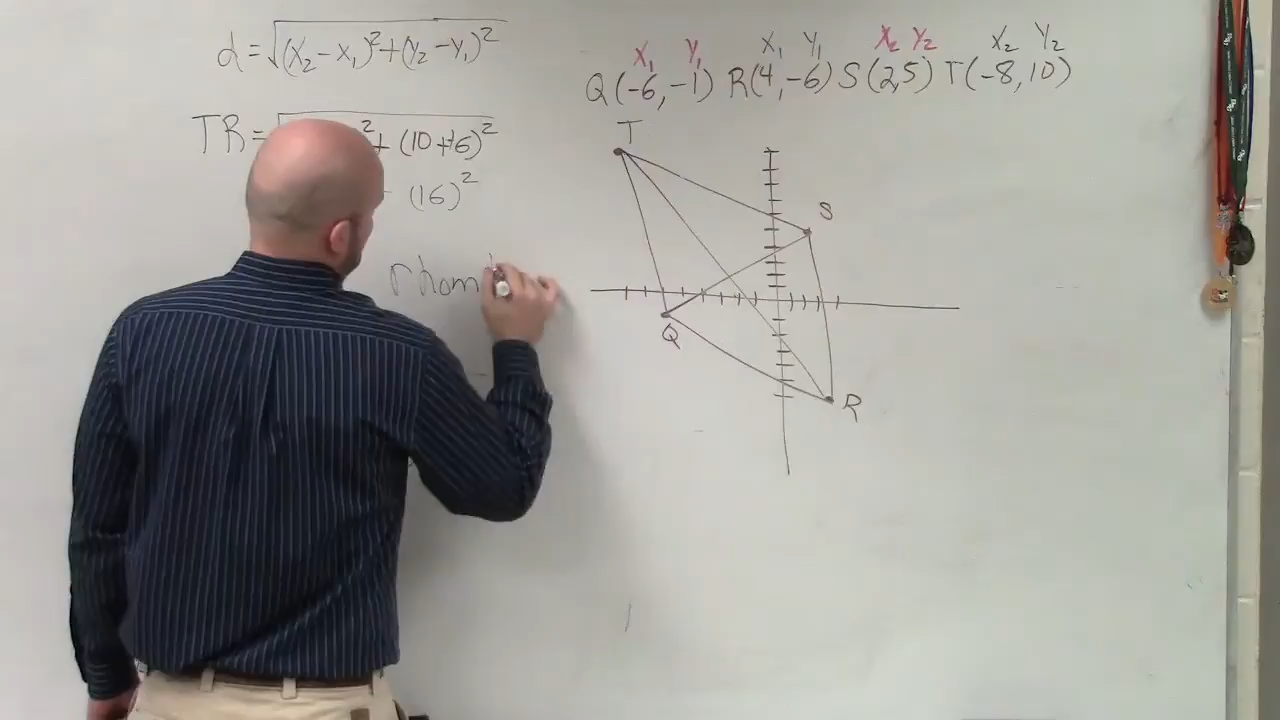 d = √(X₂ - X₁)² + (Y₂ - Y₁)²
X₁ Y₁ X₁ Y₁ X₂ Y₂ X₂ Y₂
Q(-6, -1) R(4, -6) S(2, 5) T(-8, 10)
TR = ² + (10+6)²
(16)²
rhom
T
S
Q
R